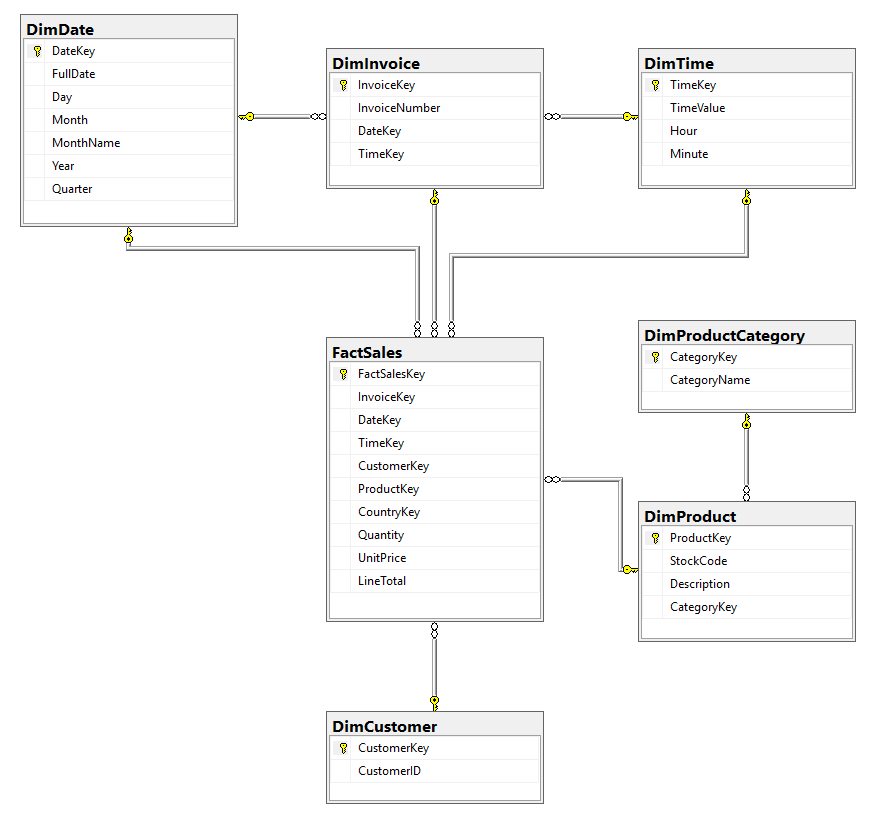 DimDate
DateKey
FullDate
Day
Month
MonthName
Year
Quarter
DimInvoice
InvoiceKey
InvoiceNumber
DateKey
TimeKey
DimTime
TimeKey
TimeValue
Hour
Minute
FactSales
FactSalesKey
InvoiceKey
DateKey
TimeKey
CustomerKey
ProductKey
CountryKey
Quantity
UnitPrice
LineTotal
DimProductCategory
CategoryKey
CategoryName
DimProduct
ProductKey
StockCode
Description
CategoryKey
DimCustomer
CustomerKey
CustomerID